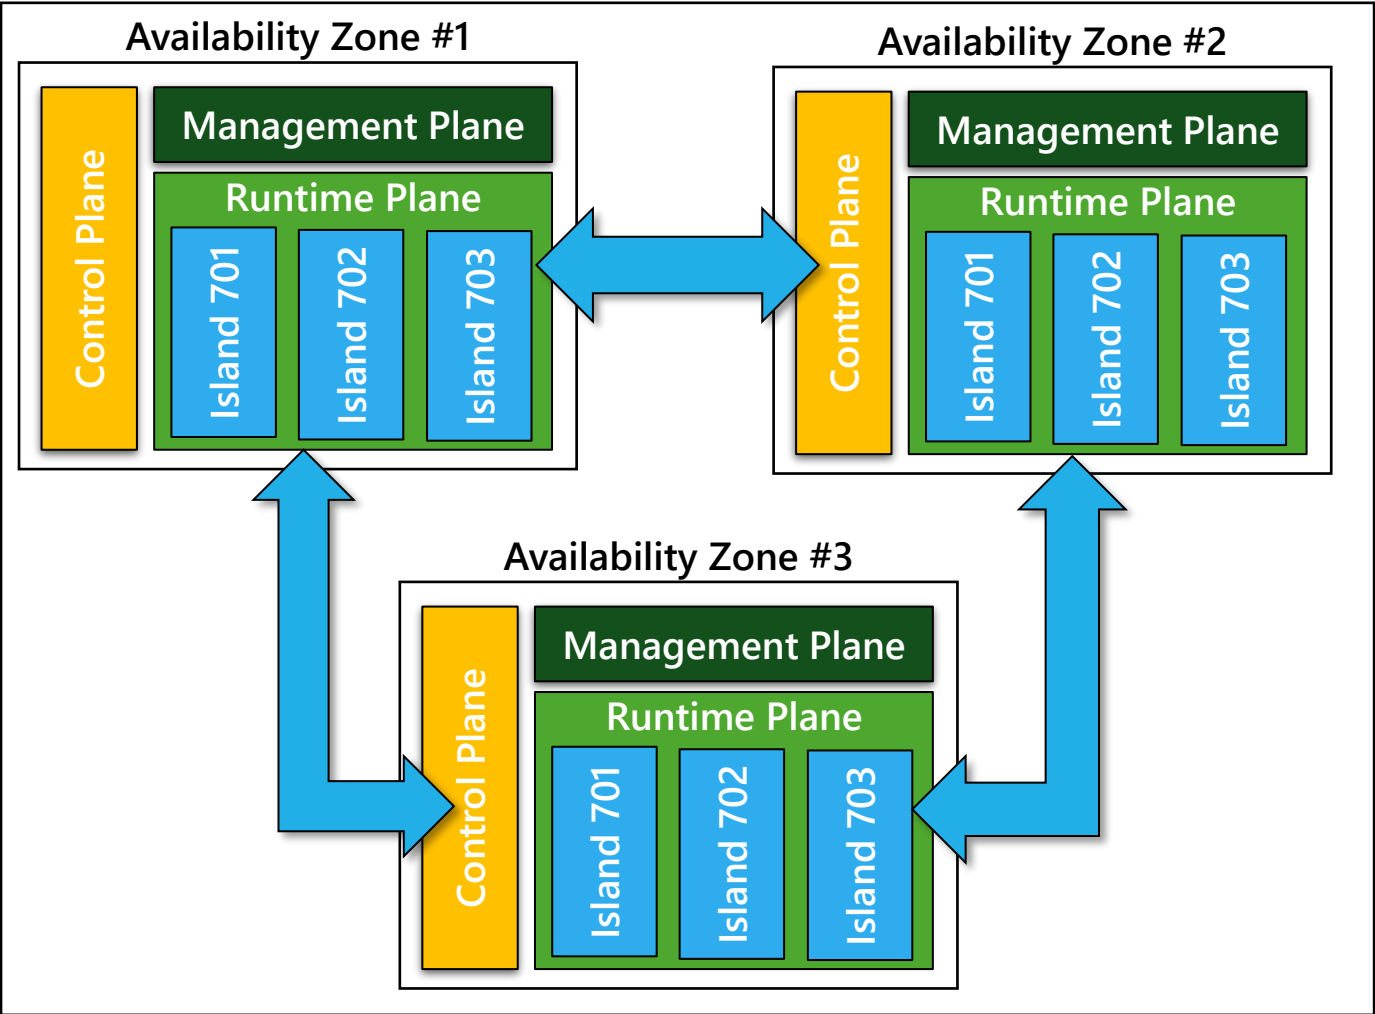 Availability Zone #1
Control Plane
Management Plane
Runtime Plane
Island 701
Island 702
Island 703
Availability Zone #2
Control Plane
Management Plane
Runtime Plane
Island 701
Island 702
Island 703
Availability Zone #3
Control Plane
Management Plane
Runtime Plane
Island 701
Island 702
Island 703